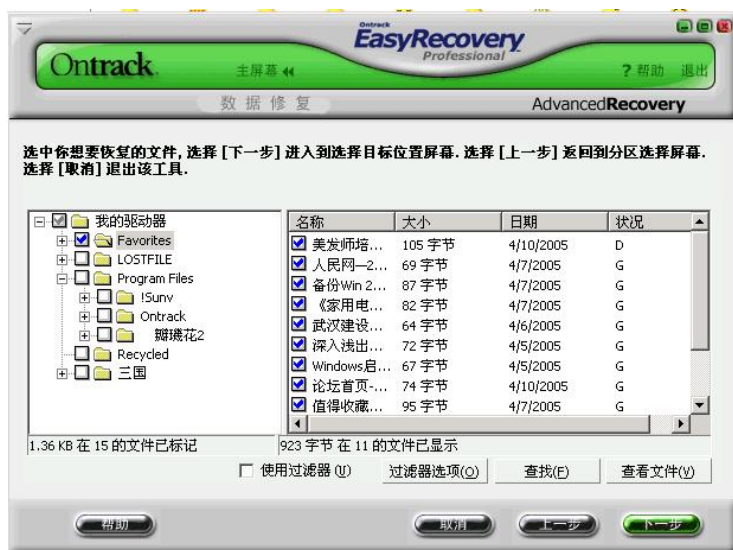 Ontrack
EasyRecovery
Professional
Ontrack
主屏幕
? 帮助 退出
数据修复
AdvancedRecovery
选中你想要恢复的文件, 选择 [下一步] 进入到选择目标位置屏幕. 选择 [上一步] 返回到分区选择屏幕.
选择 [取消] 退出该工具.
我的驱动器
Favorites
LOSTFILE
Program Files
!Sunv
Ontrack
Recycled
三国
名称 大小 日期 状况
美发师培... 105 字节 4/10/2005 D
人民网—2... 69 字节 4/7/2005 G
备份Win 2... 87 字节 4/7/2005 G
《家用电... 82 字节 4/7/2005 G
武汉建设... 64 字节 4/6/2005 G
深入浅出... 72 字节 4/5/2005 G
Windows启... 67 字节 4/5/2005 G
论坛首页-... 74 字节 4/10/2005 G
值得收藏... 95 字节 4/7/2005 G
1.36 KB 在 15 的文件已标记
923 字节 在 11 的文件已显示
使用过滤器 (U) 过滤器选项(O) 查找(F) 查看文件(V)
帮助 取消 上一步 下一步